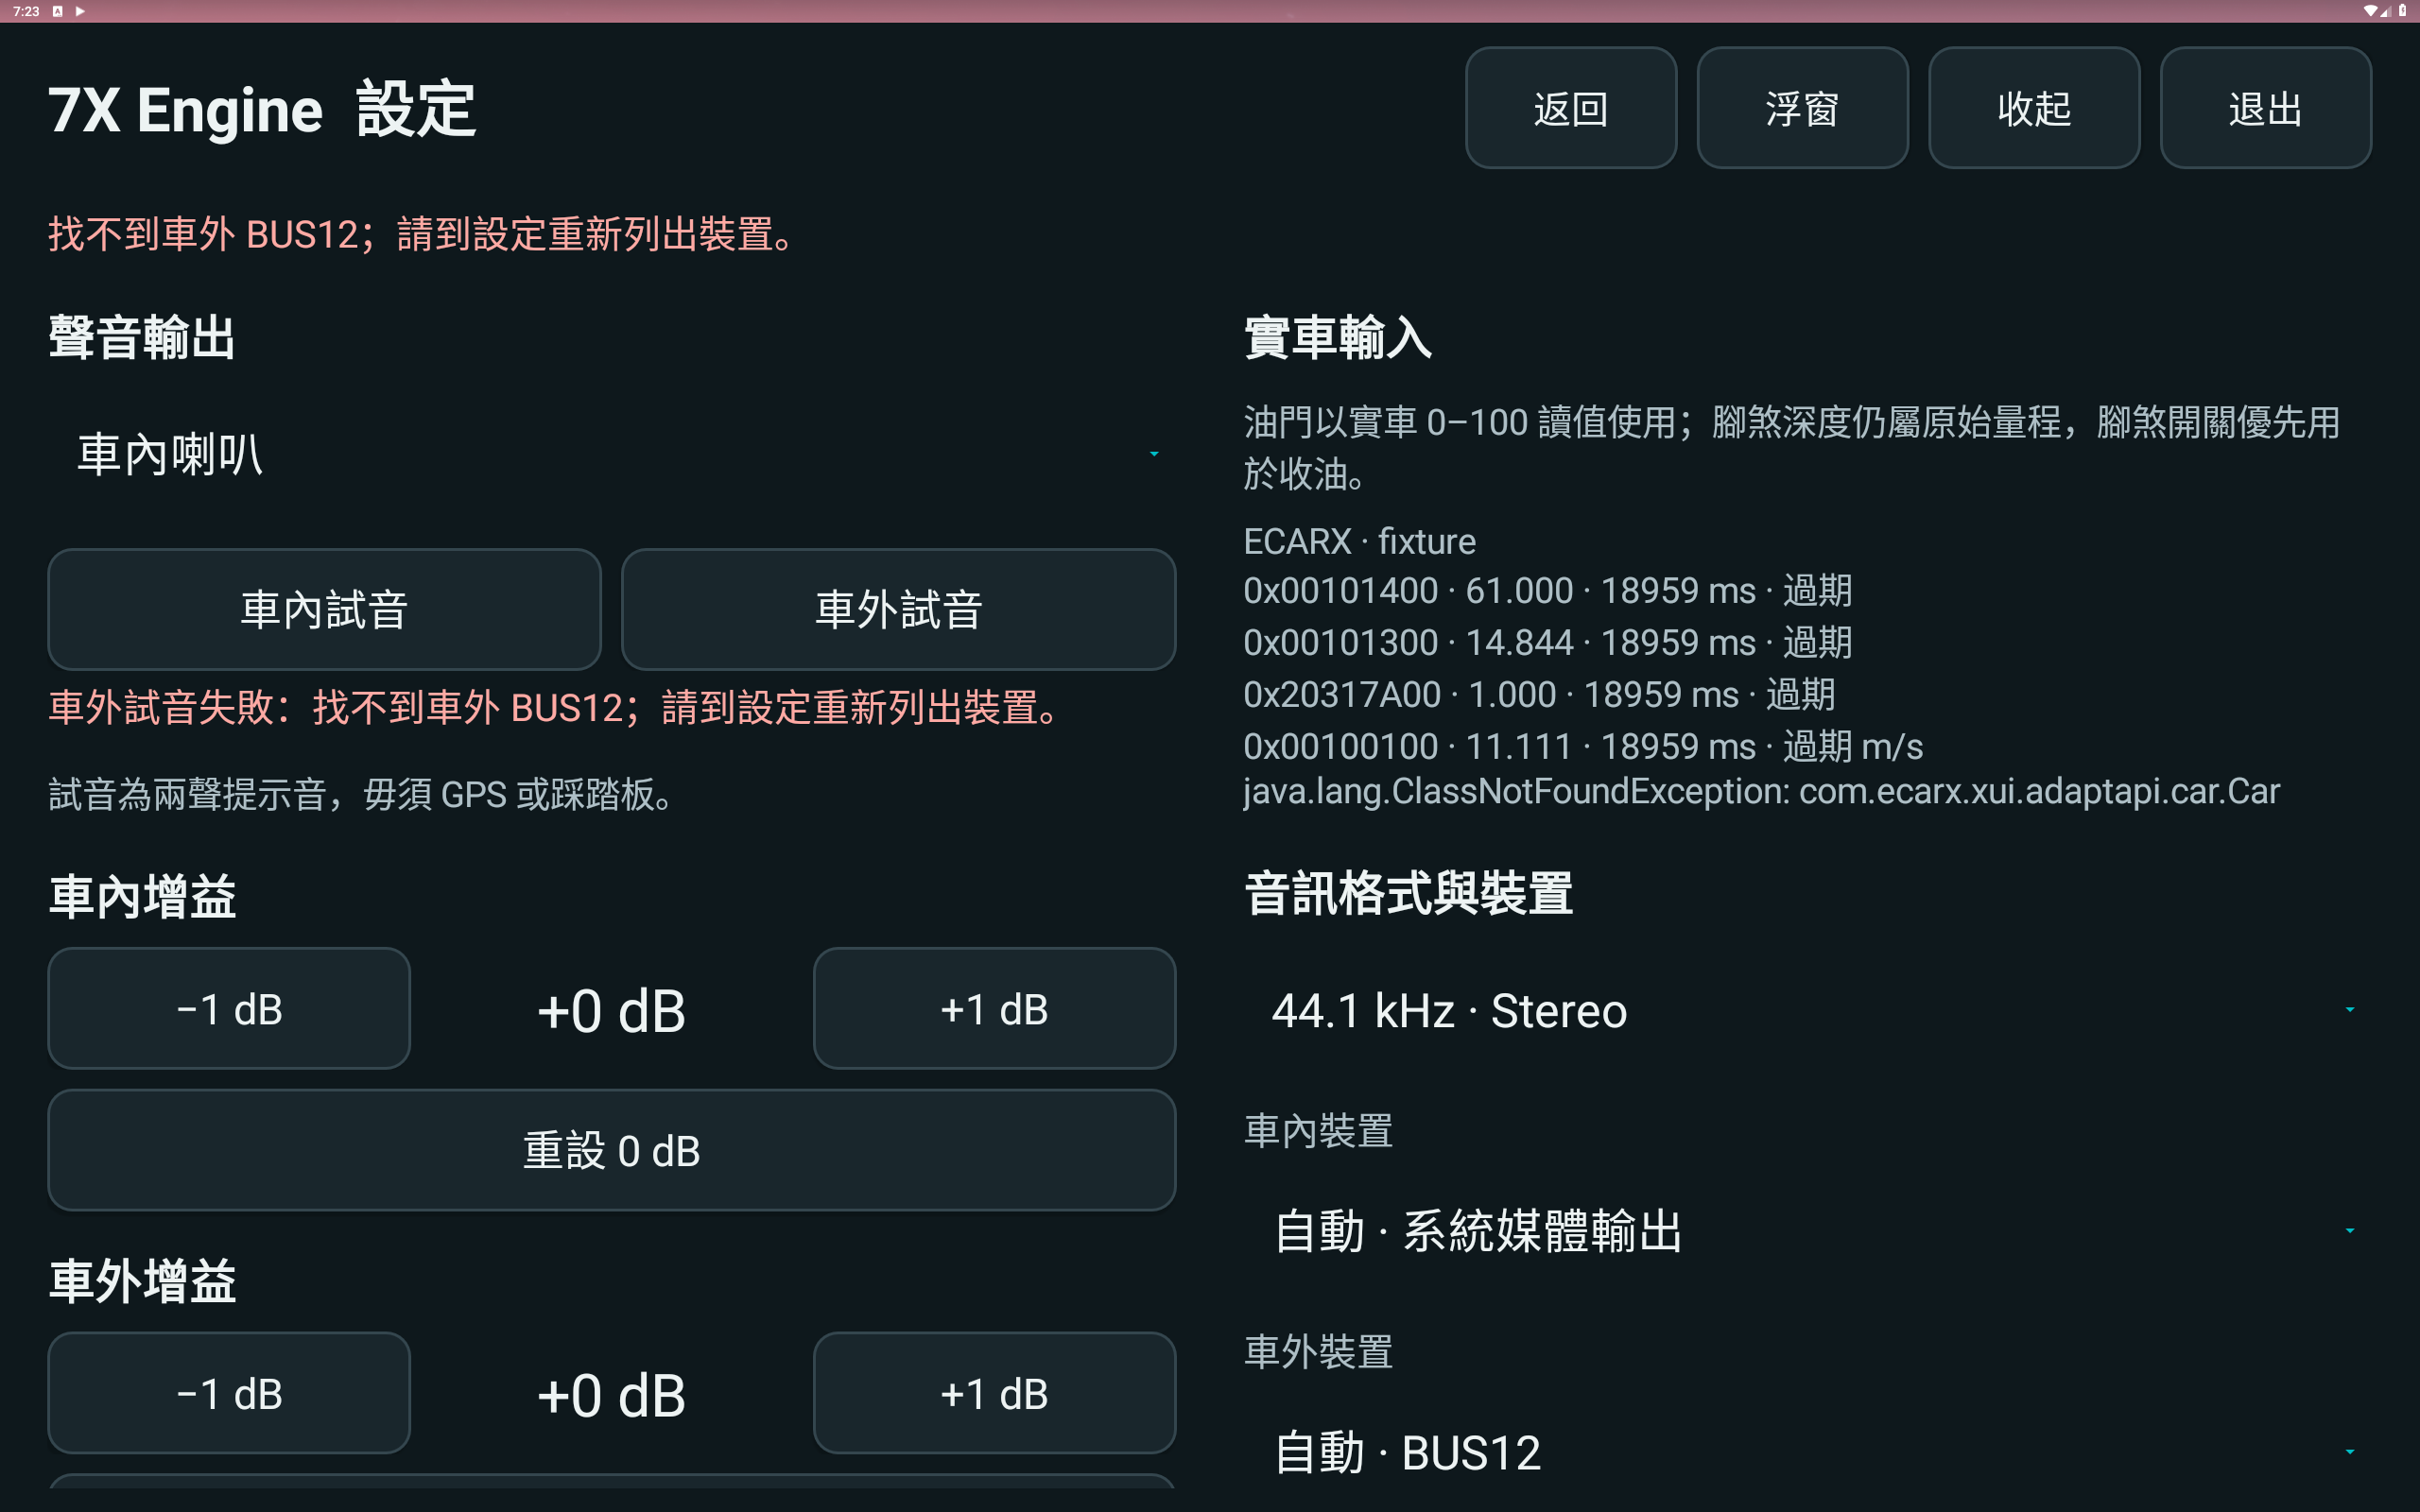 7:23
7X Engine 設定
返回
浮窗
收起
退出
找不到車外 BUS12；請到設定重新列出裝置。
聲音輸出
車內喇叭
車內試音
車外試音
車外試音失敗：找不到車外 BUS12；請到設定重新列出裝置。
試音為兩聲提示音，毋須 GPS 或踩踏板。
車內增益
−1 dB
+0 dB
+1 dB
重設 0 dB
車外增益
−1 dB
+0 dB
+1 dB
實車輸入
油門以實車 0–100 讀值使用；腳煞深度仍屬原始量程，腳煞開關優先用
於收油。
ECARX · fixture
0x00101400 · 61.000 · 18959 ms · 過期
0x00101300 · 14.844 · 18959 ms · 過期
0x20317A00 · 1.000 · 18959 ms · 過期
0x00100100 · 11.111 · 18959 ms · 過期 m/s
java.lang.ClassNotFoundException: com.ecarx.xui.adaptapi.car.Car
音訊格式與裝置
44.1 kHz · Stereo
車內裝置
自動 · 系統媒體輸出
車外裝置
自動 · BUS12